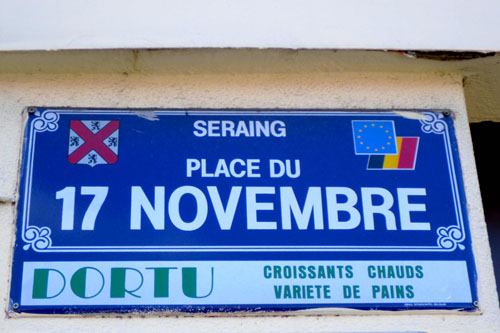 SERAING
PLACE DU
17 NOVEMBRE
DORTU
CROISSANTS CHAUDS
VARIETE DE PAINS